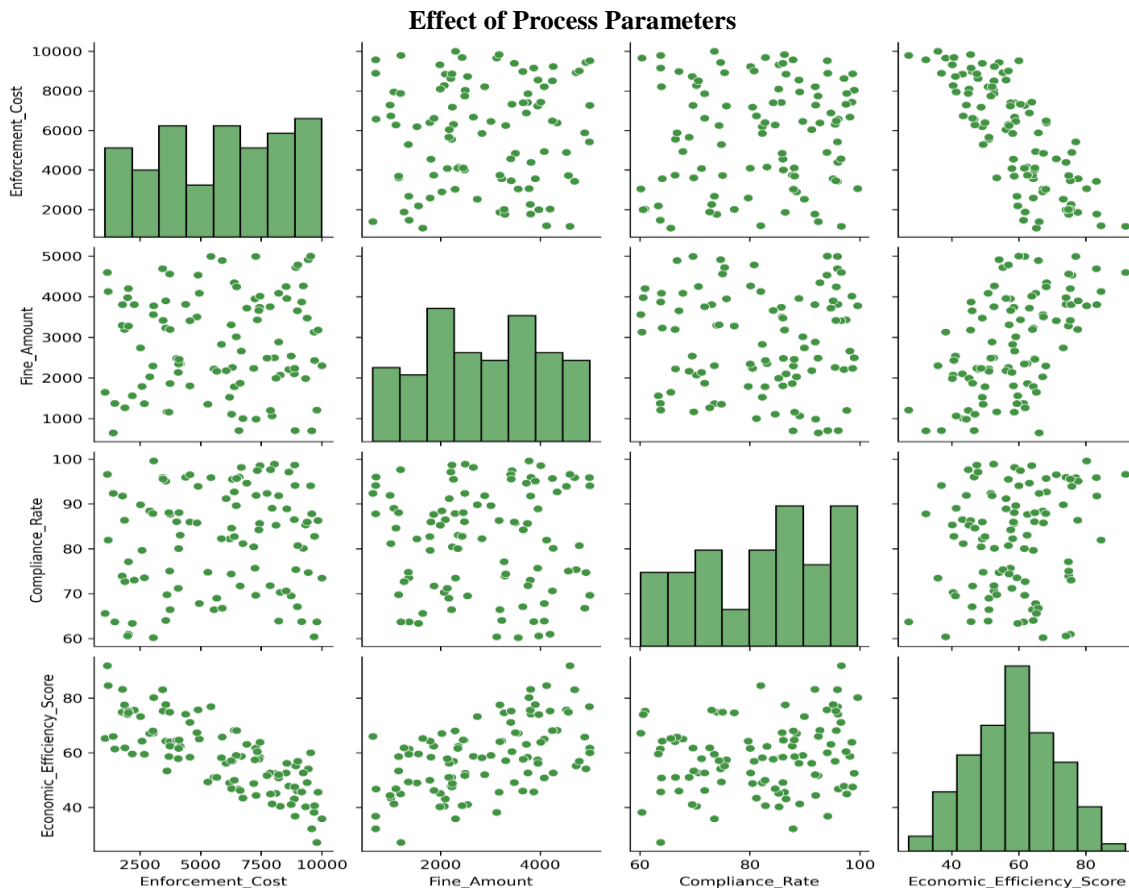 Effect of Process Parameters
10000
8000
6000
4000
2000
Enforcement_Cost
5000
4000
3000
2000
1000
Fine_Amount
100
90
80
70
60
Compliance_Rate
80
60
40
Economic_Efficiency_Score
2500 5000 7500 10000 2000 4000 60 80 100 40 60 80
Enforcement_Cost Fine_Amount Compliance_Rate Economic_Efficiency_Score